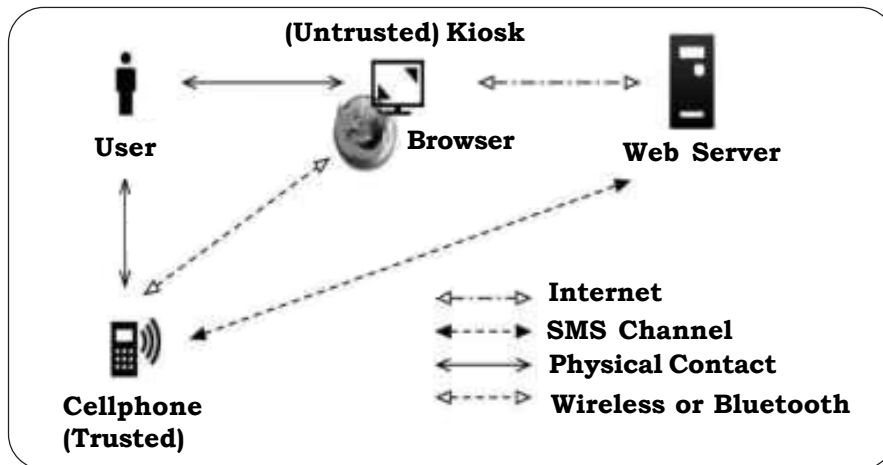 (Untrusted) Kiosk
User
Browser
Web Server
Internet
SMS Channel
Physical Contact
Wireless or Bluetooth
Cellphone
(Trusted)